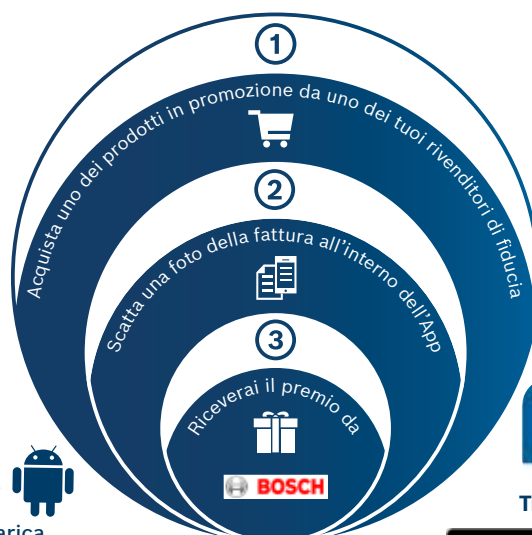 1
Acquista uno dei prodotti in promozione da uno dei tuoi rivenditori di fiducia
2
Scatta una foto della fattura all'interno dell'App
3
Riceverai il premio da
BOSCH
T
arica